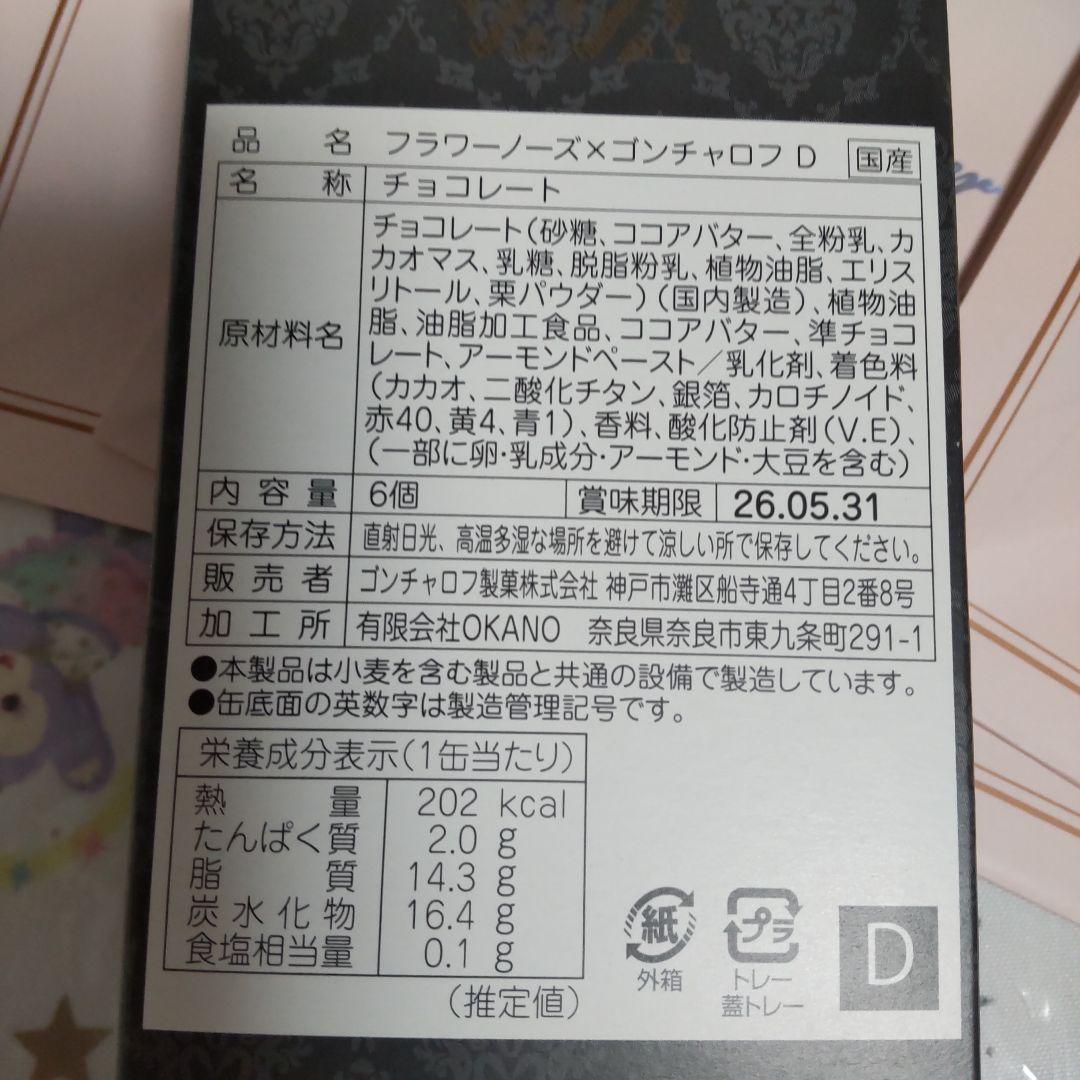 品名 フラワーノーズ×ゴンチャロフ D 国産
名称 チョコレート
原材料名
チョコレート(砂糖、ココアバター、全粉乳、カ
カオマス、乳糖、脱脂粉乳、植物油脂、エリス
リトール、栗パウダー)(国内製造)、植物油
脂、油脂加工食品、ココアバター、準チョコ
レート、アーモンドペースト/乳化剤、着色料
(カカオ、二酸化チタン、銀箔、カロチノイド、
赤40、黄4、青1)、香料、酸化防止剤(V.E)、
(一部に卵・乳成分・アーモンド・大豆を含む)
内容量 6個 賞味期限 26.05.31
保存方法 直射日光、高温多湿な場所を避けて涼しい所で保存してください。
販売者 ゴンチャロフ製菓株式会社 神戸市灘区船寺通4丁目2番8号
加工所 有限会社OKANO 奈良県奈良市東九条町291-1
●本製品は小麦を含む製品と共通の設備で製造しています。
●缶底面の英数字は製造管理記号です。
栄養成分表示(1缶当たり)
熱量 202 kcal
たんぱく質 2.0 g
脂質 14.3 g
炭水化物 16.4 g
食塩相当量 0.1 g
(推定値)
紙
外箱
プラ
トレー
蓋トレー
D